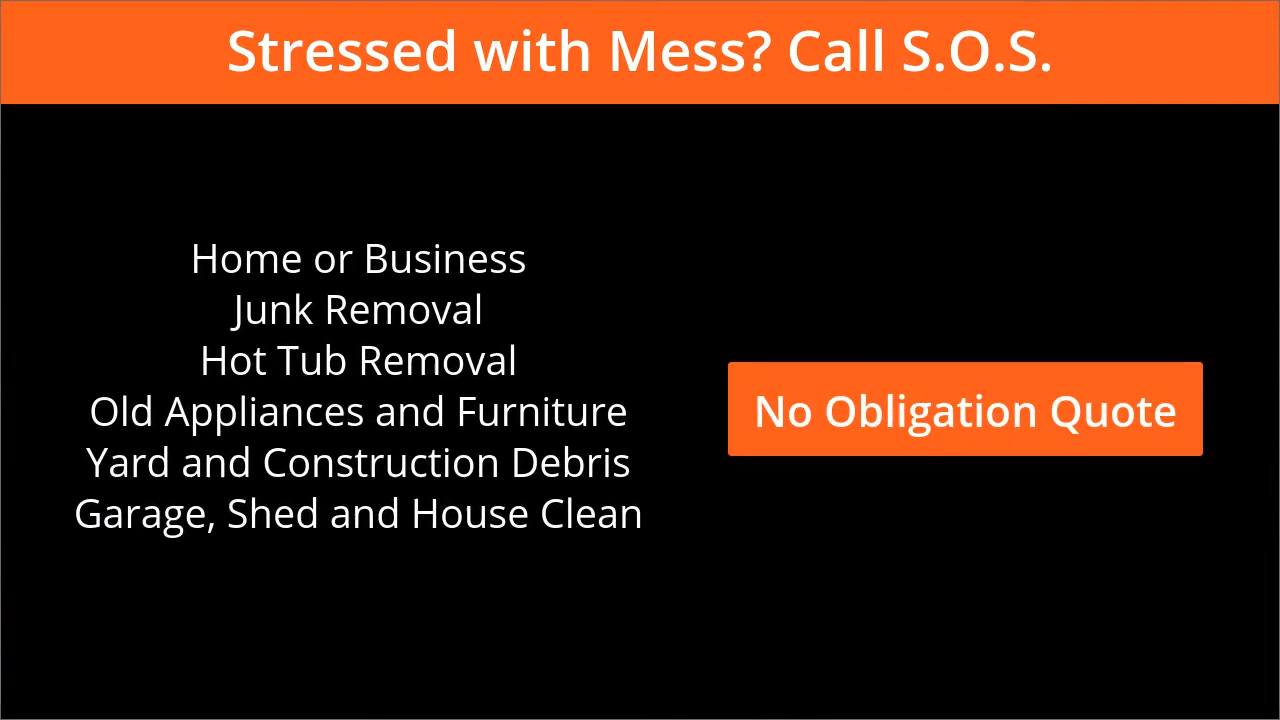 Stressed with Mess? Call S.O.S.
Home or Business
Junk Removal
Hot Tub Removal
Old Appliances and Furniture
Yard and Construction Debris
Garage, Shed and House Clean
No Obligation Quote